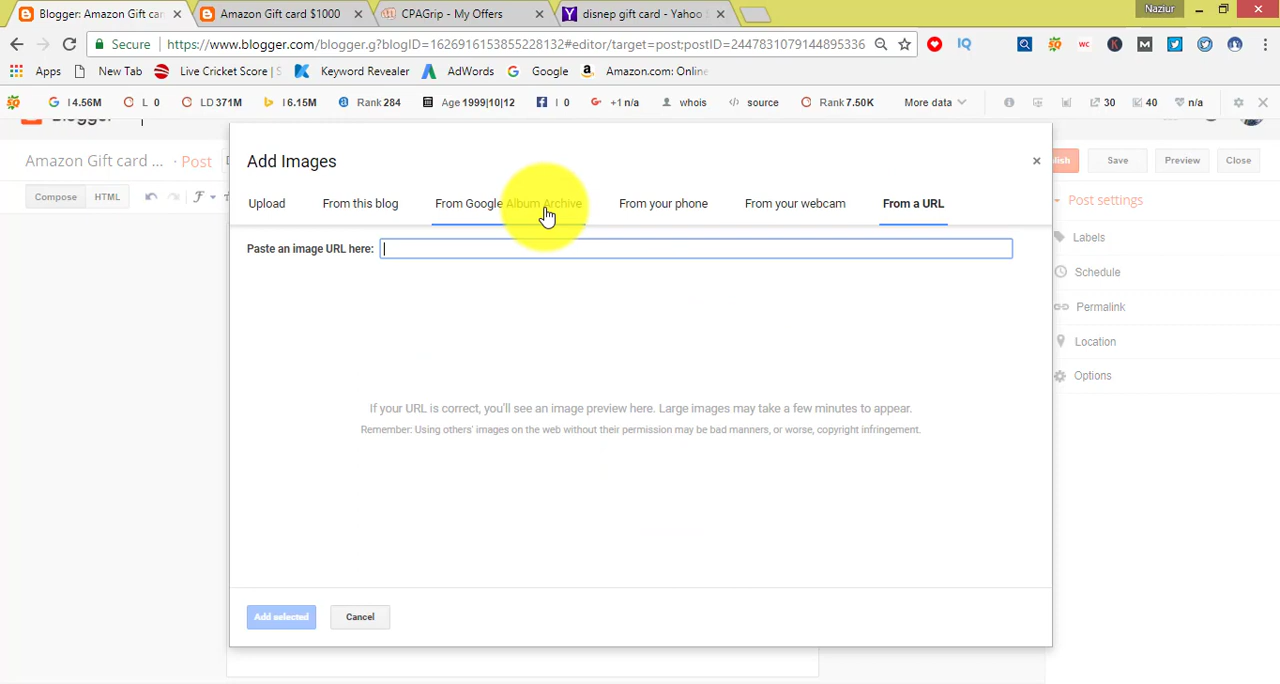 Blogger: Amazon Gift car
Amazon Gift card $1000
CPAGrip - My Offers
disnep gift card - Yahoo
Naziur
Secure
https://www.blogger.com/blogger.g?blogID=1626916153855228132#editor/target=post;postID=2447831079144895336
Apps
New Tab
Live Cricket Score | S
Keyword Revealer
AdWords
Google
Amazon.com: Online
I 4.56M
L 0
LD 371M
I 6.15M
Rank 284
Age 1999|10|12
I 0
+1 n/a
whois
source
Rank 7.50K
More data
30
40
n/a
Blogger
Amazon Gift card ... · Post
Compose
HTML
Add Images
Upload
From this blog
From Google Album Archive
From your phone
From your webcam
From a URL
Paste an image URL here:
If your URL is correct, you'll see an image preview here. Large images may take a few minutes to appear.
Remember: Using others' images on the web without their permission may be bad manners, or worse, copyright infringement.
Add selected
Cancel
lish
Save
Preview
Close
Post settings
Labels
Schedule
Permalink
Location
Options